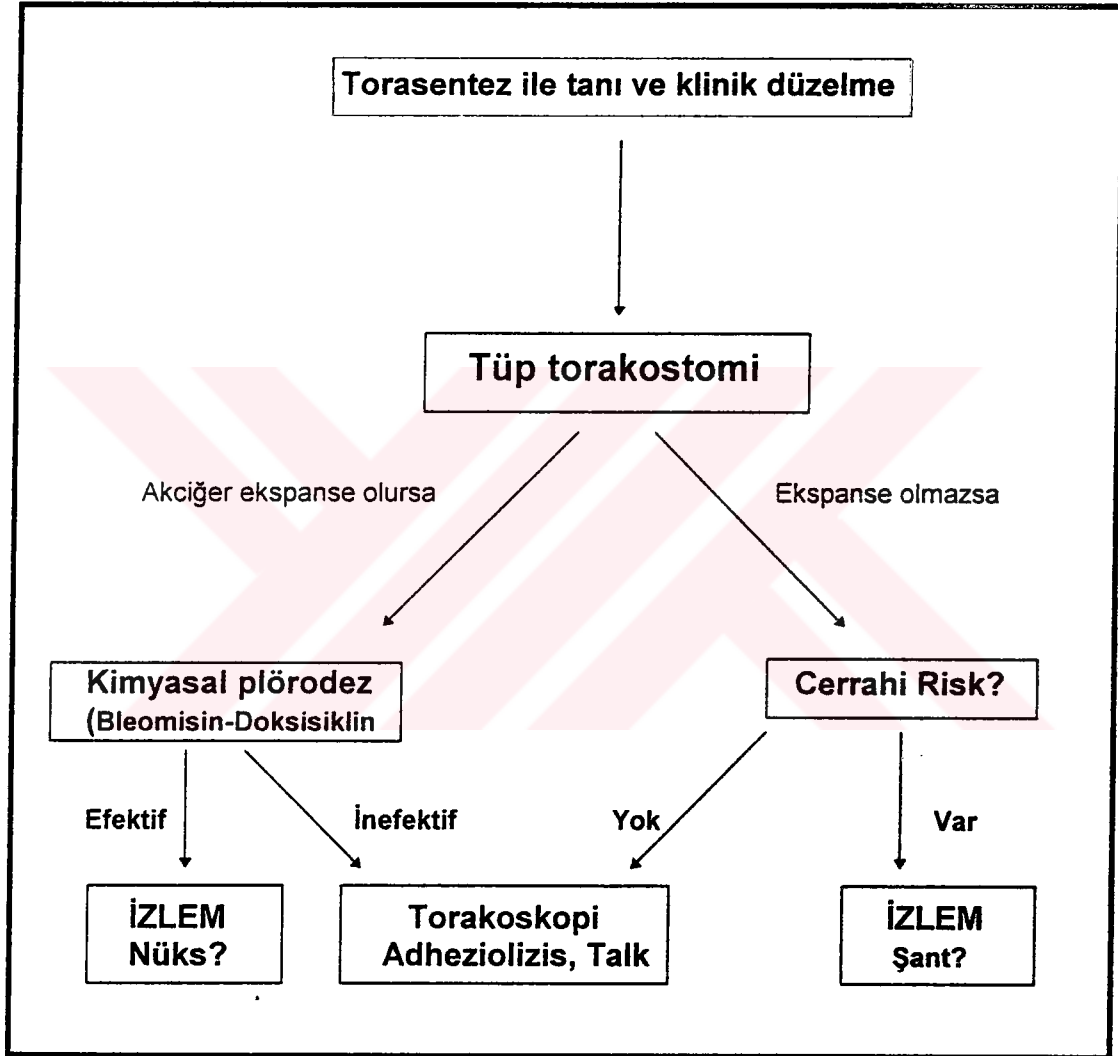 Torasentez ile tanı ve klinik düzelme
Tüp torakostomi
Akciğer ekspanse olursa
Ekspanse olmazsa
Kimyasal plörodez
(Bleomisin-Doksisiklin
Cerrahi Risk?
Efektif
İnefektif
Yok
Var
İZLEM
Nüks?
Torakoskopi
Adheziolizis, Talk
İZLEM
Şant?